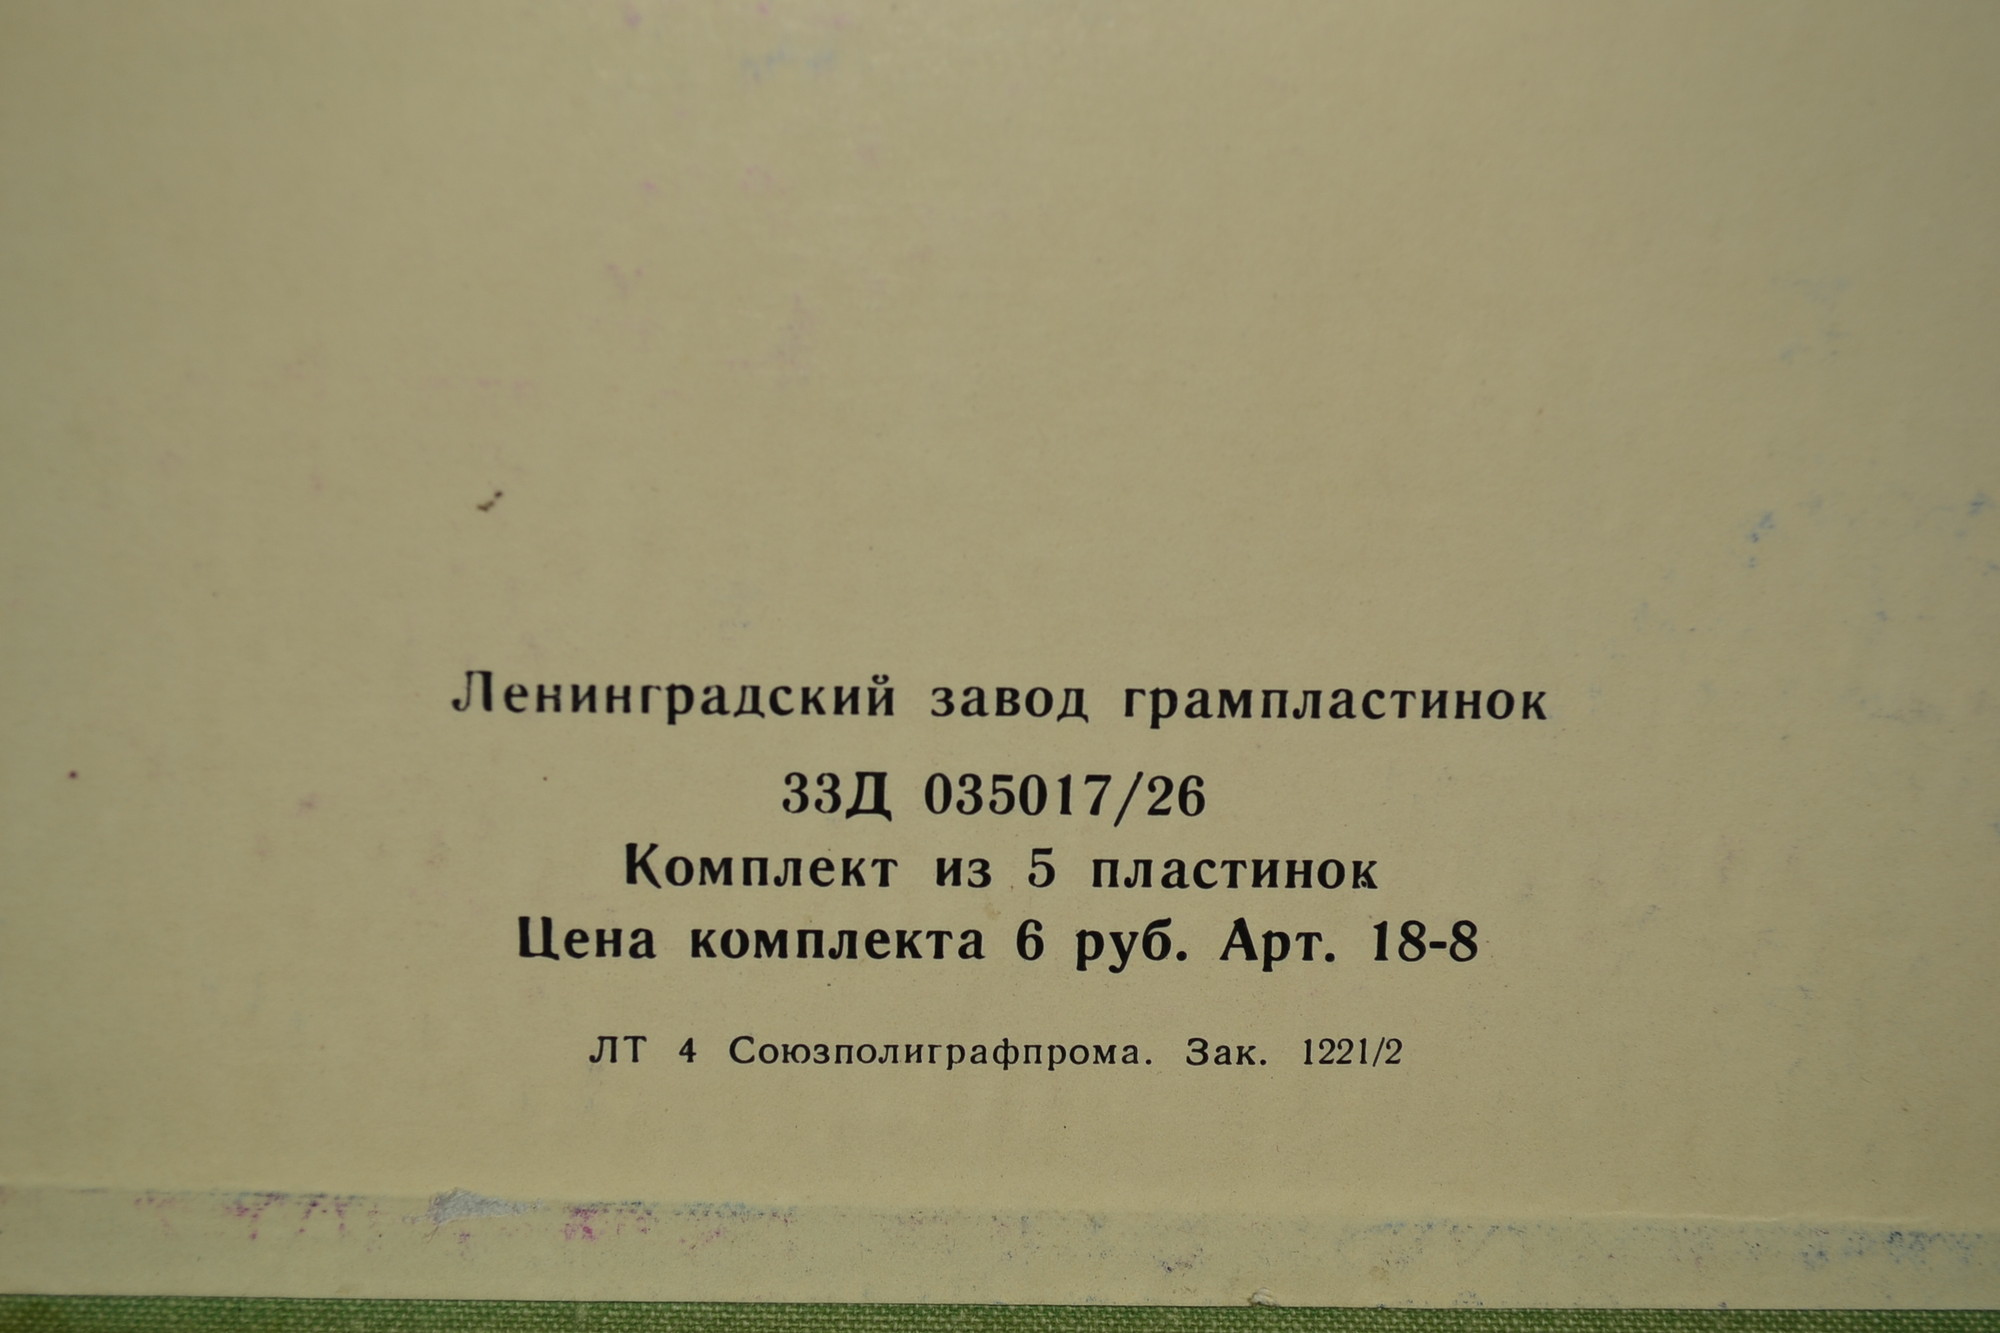 Ленинградский завод грампластинок
33Д 035017/26
Комплект из 5 пластинок
Цена комплекта 6 руб. Арт. 18-8
ЛТ 4 Союзполиграфпрома. Зак. 1221/2